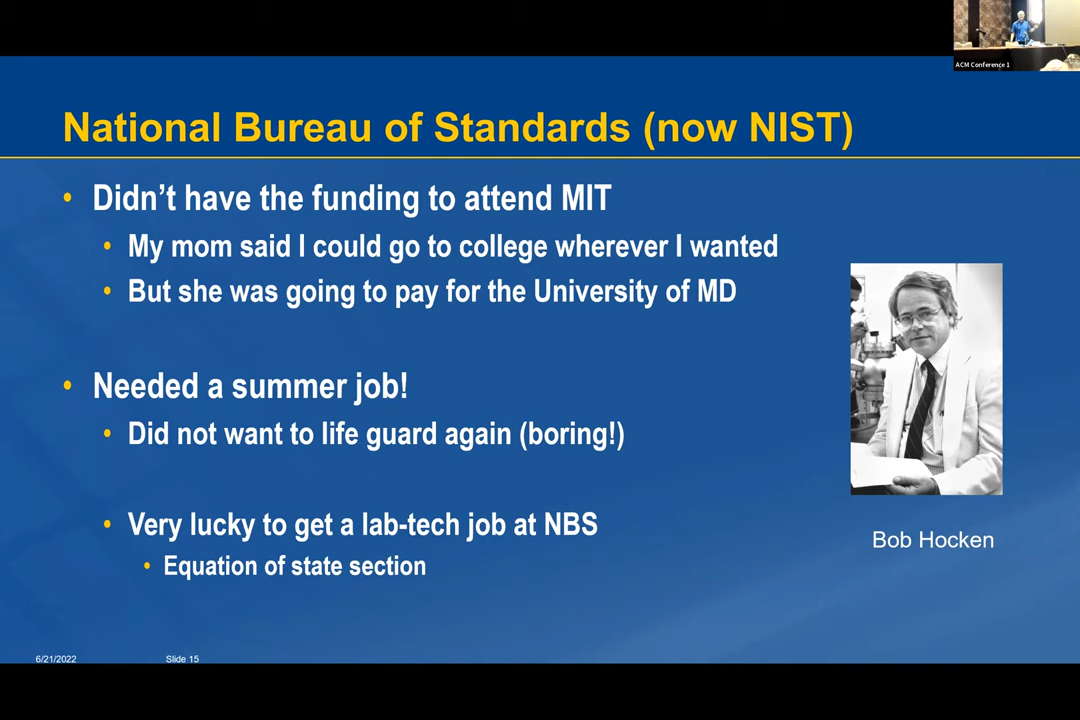 ACM Conference 1
National Bureau of Standards (now NIST)
• Didn't have the funding to attend MIT
• My mom said I could go to college wherever I wanted
• But she was going to pay for the University of MD
• Needed a summer job!
• Did not want to life guard again (boring!)
• Very lucky to get a lab-tech job at NBS
• Equation of state section
Bob Hocken
6/21/2022
Slide 15